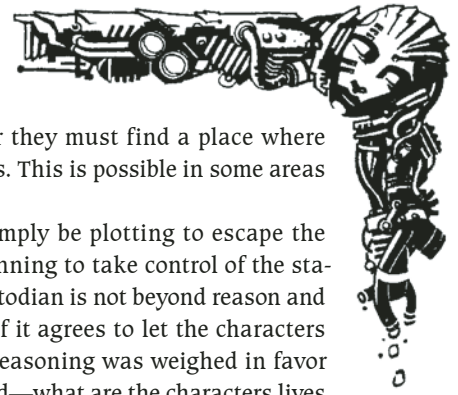 they must find a place where
s. This is possible in some areas
mply be plotting to escape the
nning to take control of the sta-
todian is not beyond reason and
f it agrees to let the characters
easoning was weighed in favor
d—what are the characters lives